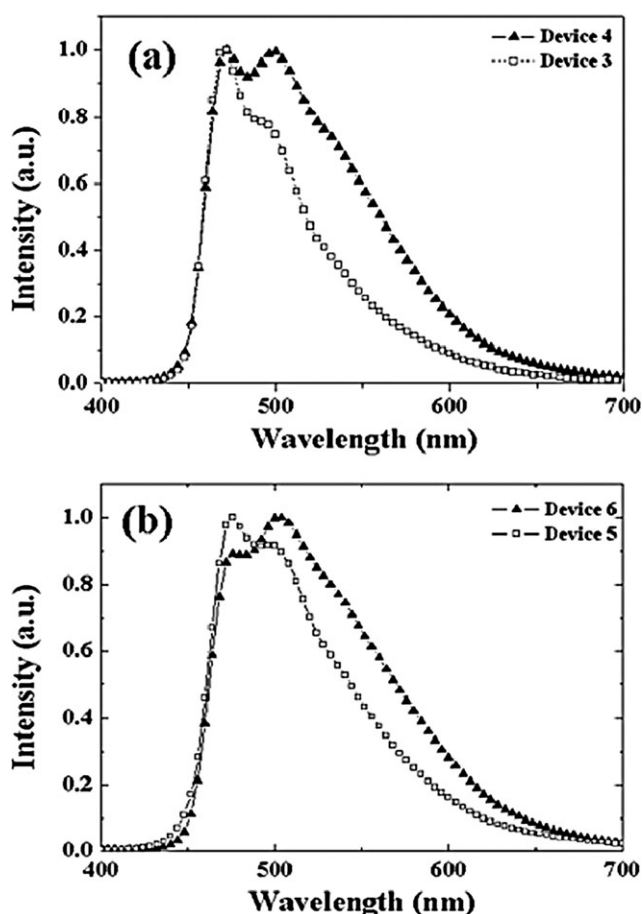 (a)
Device 4
Device 3
Intensity (a.u.)
1.0
0.8
0.6
0.4
0.2
0.0
400 500 600 700
Wavelength (nm)
(b)
Device 6
Device 5
Intensity (a.u.)
1.0
0.8
0.6
0.4
0.2
0.0
400 500 600 700
Wavelength (nm)